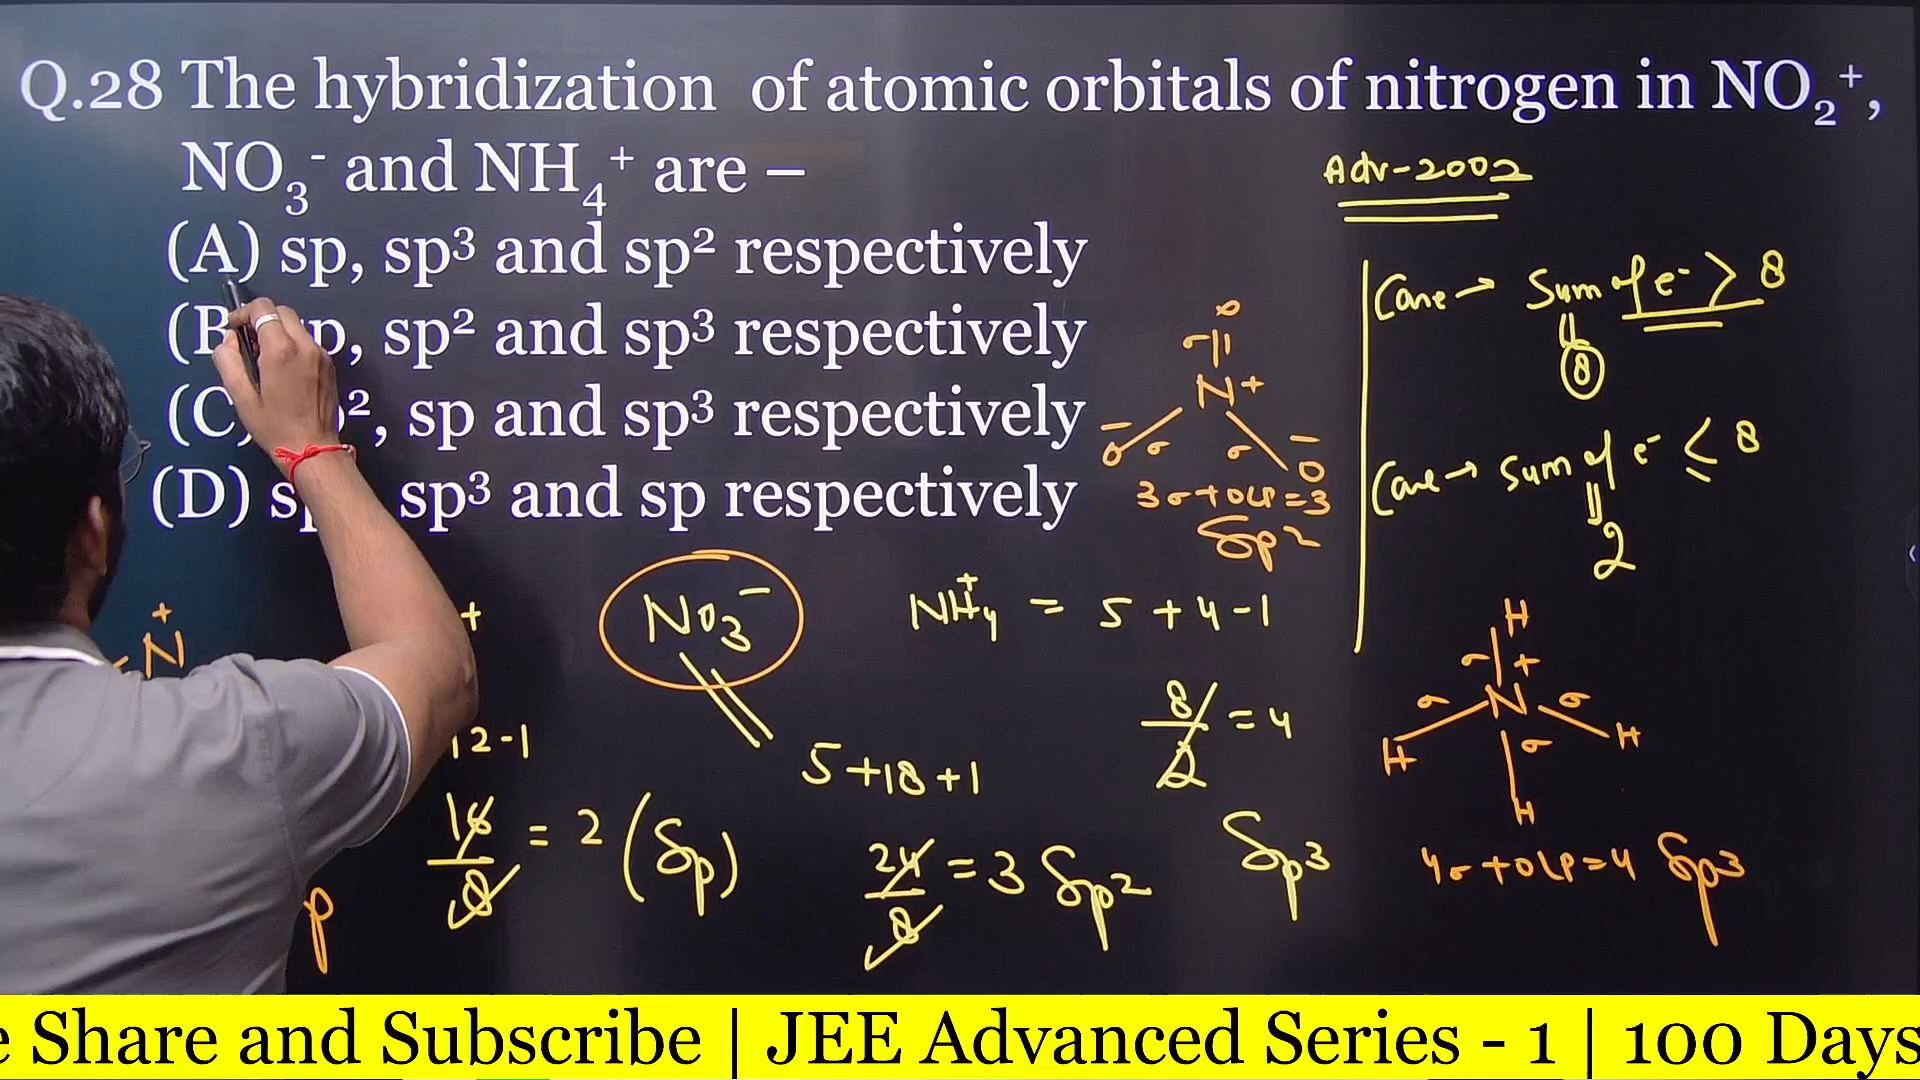 Q.28 The hybridization of atomic orbitals of nitrogen in NO₂⁺,
NO₃⁻ and NH₄⁺ are –
(A) sp, sp³ and sp² respectively
(B) sp, sp² and sp³ respectively
(C) sp², sp and sp³ respectively
(D) sp³ and sp respectively
Adv-2002
Case → Sum of e⁻ > 8
8
Case → Sum of e⁻ ≤ 8
2
O
σ ||
N⁺
O⁻ σ σ O⁻
3σ+0LP=3
Sp²
N⁺
+
NO₃⁻
NH₄⁺ = 5 + 4 - 1
8/2 = 4
Sp³
12-1
16/8 = 2 (Sp)
5+18+1
24/8 = 3 Sp²
p
H
σ +
σ N σ
H σ H
H
4σ+0LP=4 Sp³
e Share and Subscribe | JEE Advanced Series - 1 | 100 Days